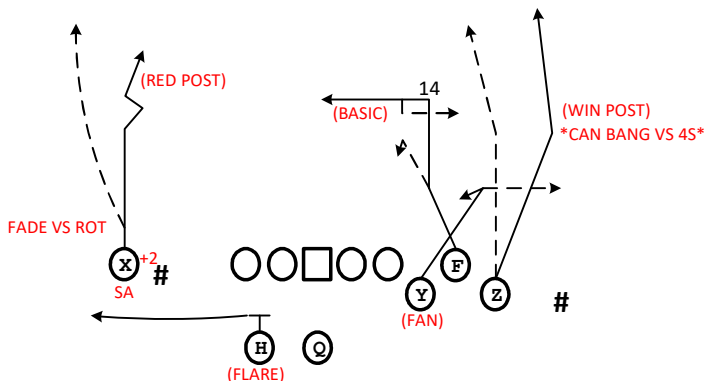 (RED POST)
14
(BASIC)
(WIN POST)
*CAN BANG VS 4S*
FADE VS ROT
X +2 #
SA
F
Y
Z
#
(FAN)
H
Q
(FLARE)